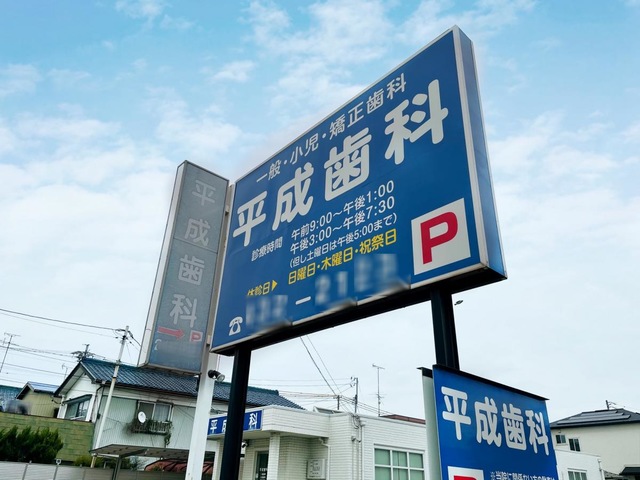 一般・小児・矯正歯科
平成歯科
診療時間 午前9:00～午後1:00
午後3:00～午後7:30
(但し土曜日は午後5:00まで)
休診日▶ 日曜日・木曜日・祝祭日
P
平成歯科
→P
平成歯科
平成歯科
P